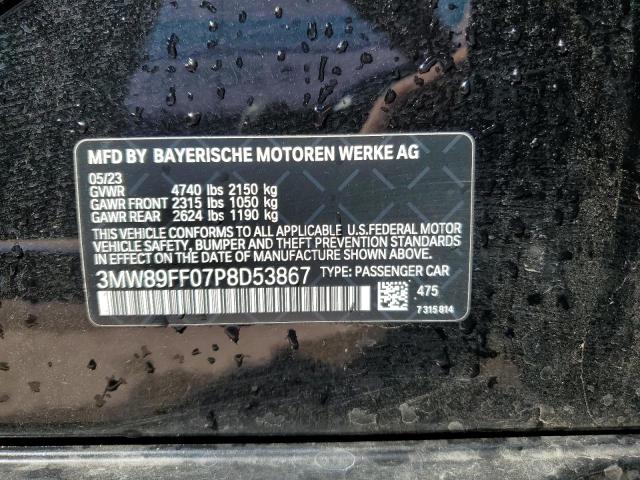 MFD BY BAYERISCHE MOTOREN WERKE AG
05/23
GVWR 4740 lbs 2150 kg
GAWR FRONT 2315 lbs 1050 kg
GAWR REAR 2624 lbs 1190 kg
THIS VEHICLE CONFORMS TO ALL APPLICABLE U.S.FEDERAL MOTOR
VEHICLE SAFETY, BUMPER AND THEFT PREVENTION STANDARDS
IN EFFECT ON THE DATE OF MANUFACTURE SHOWN ABOVE.
3MW89FF07P8D53867 TYPE: PASSENGER CAR
475
7 315 814